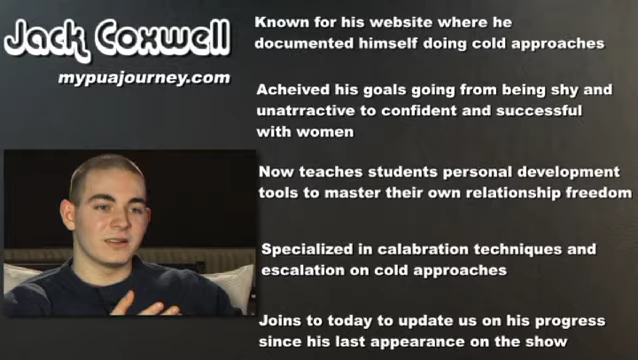 Jack Coxwell
mypuajourney.com
Known for his website where he
documented himself doing cold approaches
Acheived his goals going from being shy and
unatrractive to confident and successful
with women
Now teaches students personal development
tools to master their own relationship freedom
Specialized in calabration techniques and
escalation on cold approaches
Joins to today to update us on his progress
since his last appearance on the show